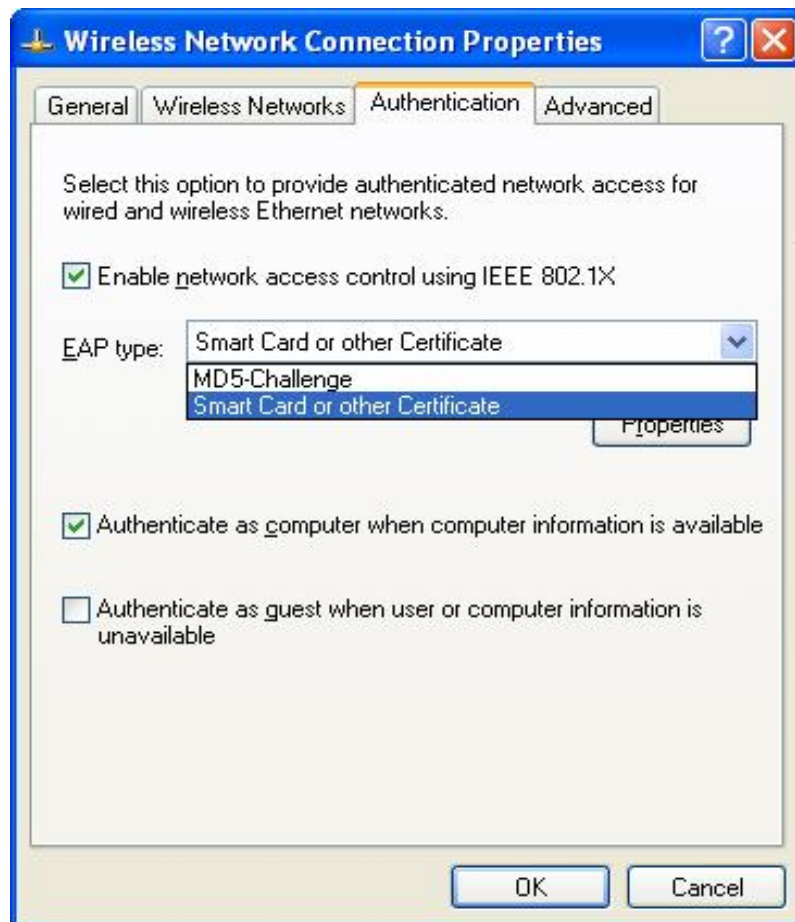 Wireless Network Connection Properties
General Wireless Networks Authentication Advanced
Select this option to provide authenticated network access for
wired and wireless Ethernet networks.
Enable network access control using IEEE 802.1X
EAP type: Smart Card or other Certificate
MD5-Challenge
Smart Card or other Certificate
Properties
Authenticate as computer when computer information is available
Authenticate as guest when user or computer information is
unavailable
OK Cancel